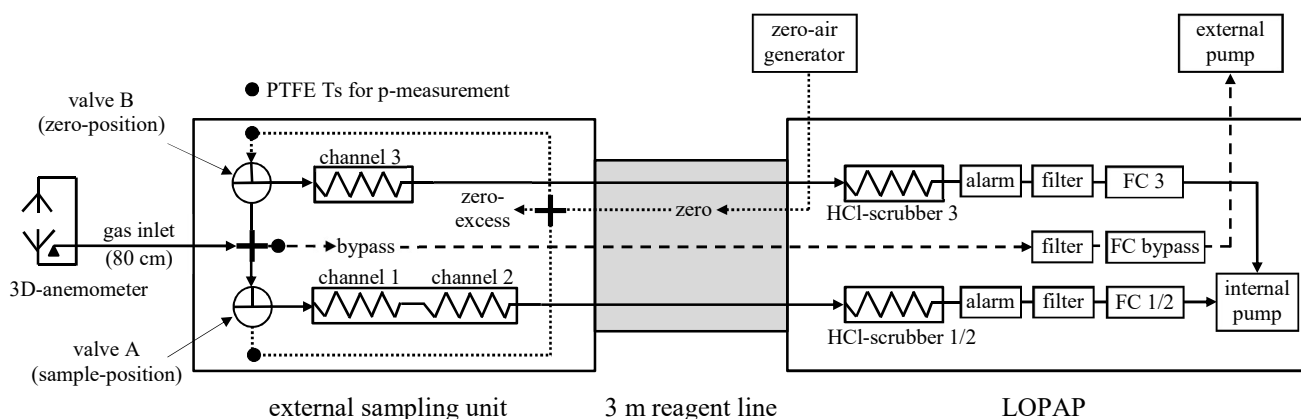 zero-air
generator
external
pump
PTFE Ts for p-measurement
valve B
(zero-position)
channel 3
alarm
filter
FC 3
HCl-scrubber 3
zero-
excess
zero
gas inlet
(80 cm)
bypass
filter
FC bypass
3D-anemometer
channel 1
channel 2
alarm
filter
FC 1/2
internal
pump
HCl-scrubber 1/2
valve A
(sample-position)
external sampling unit
3 m reagent line
LOPAP